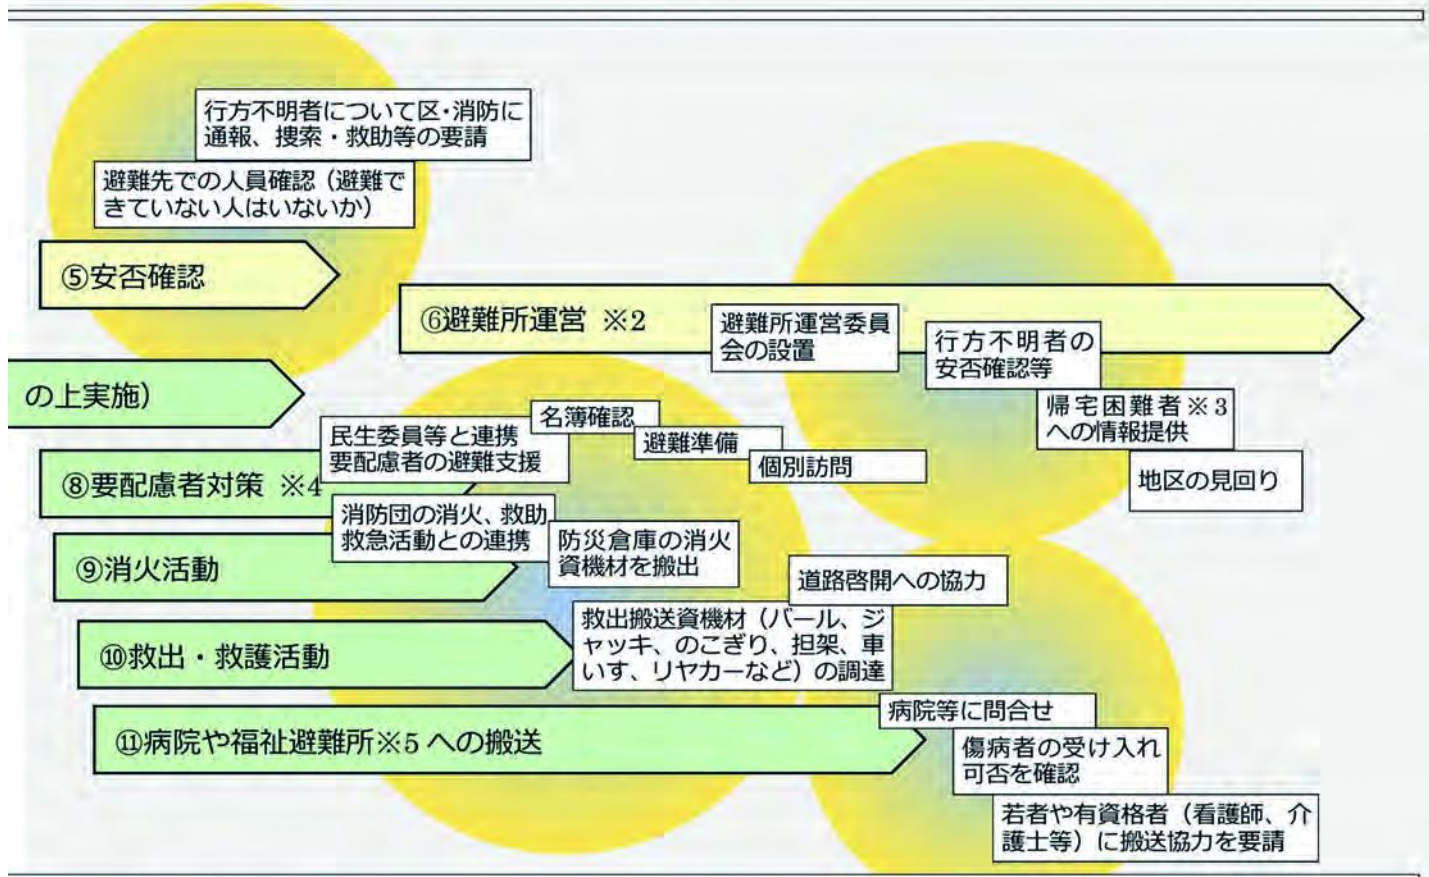 行方不明者について区・消防に
通報、捜索・救助等の要請
避難先での人員確認（避難で
きていない人はいないか）
⑤安否確認
⑥避難所運営 ※2
避難所運営委員
会の設置
行方不明者の
安否確認等
帰宅困難者※3
への情報提供
地区の見回り
の上実施）
⑧要配慮者対策 ※4
民生委員等と連携
要配慮者の避難支援
名簿確認
避難準備
個別訪問
⑨消火活動
消防団の消火、救助
救急活動との連携
防災倉庫の消火
資機材を搬出
⑩救出・救護活動
救出搬送資機材（バール、ジ
ャッキ、のこぎり、担架、車
いす、リヤカーなど）の調達
道路啓開への協力
⑪病院や福祉避難所※5 への搬送
病院等に問合せ
傷病者の受け入れ
可否を確認
若者や有資格者（看護師、介
護士等）に搬送協力を要請